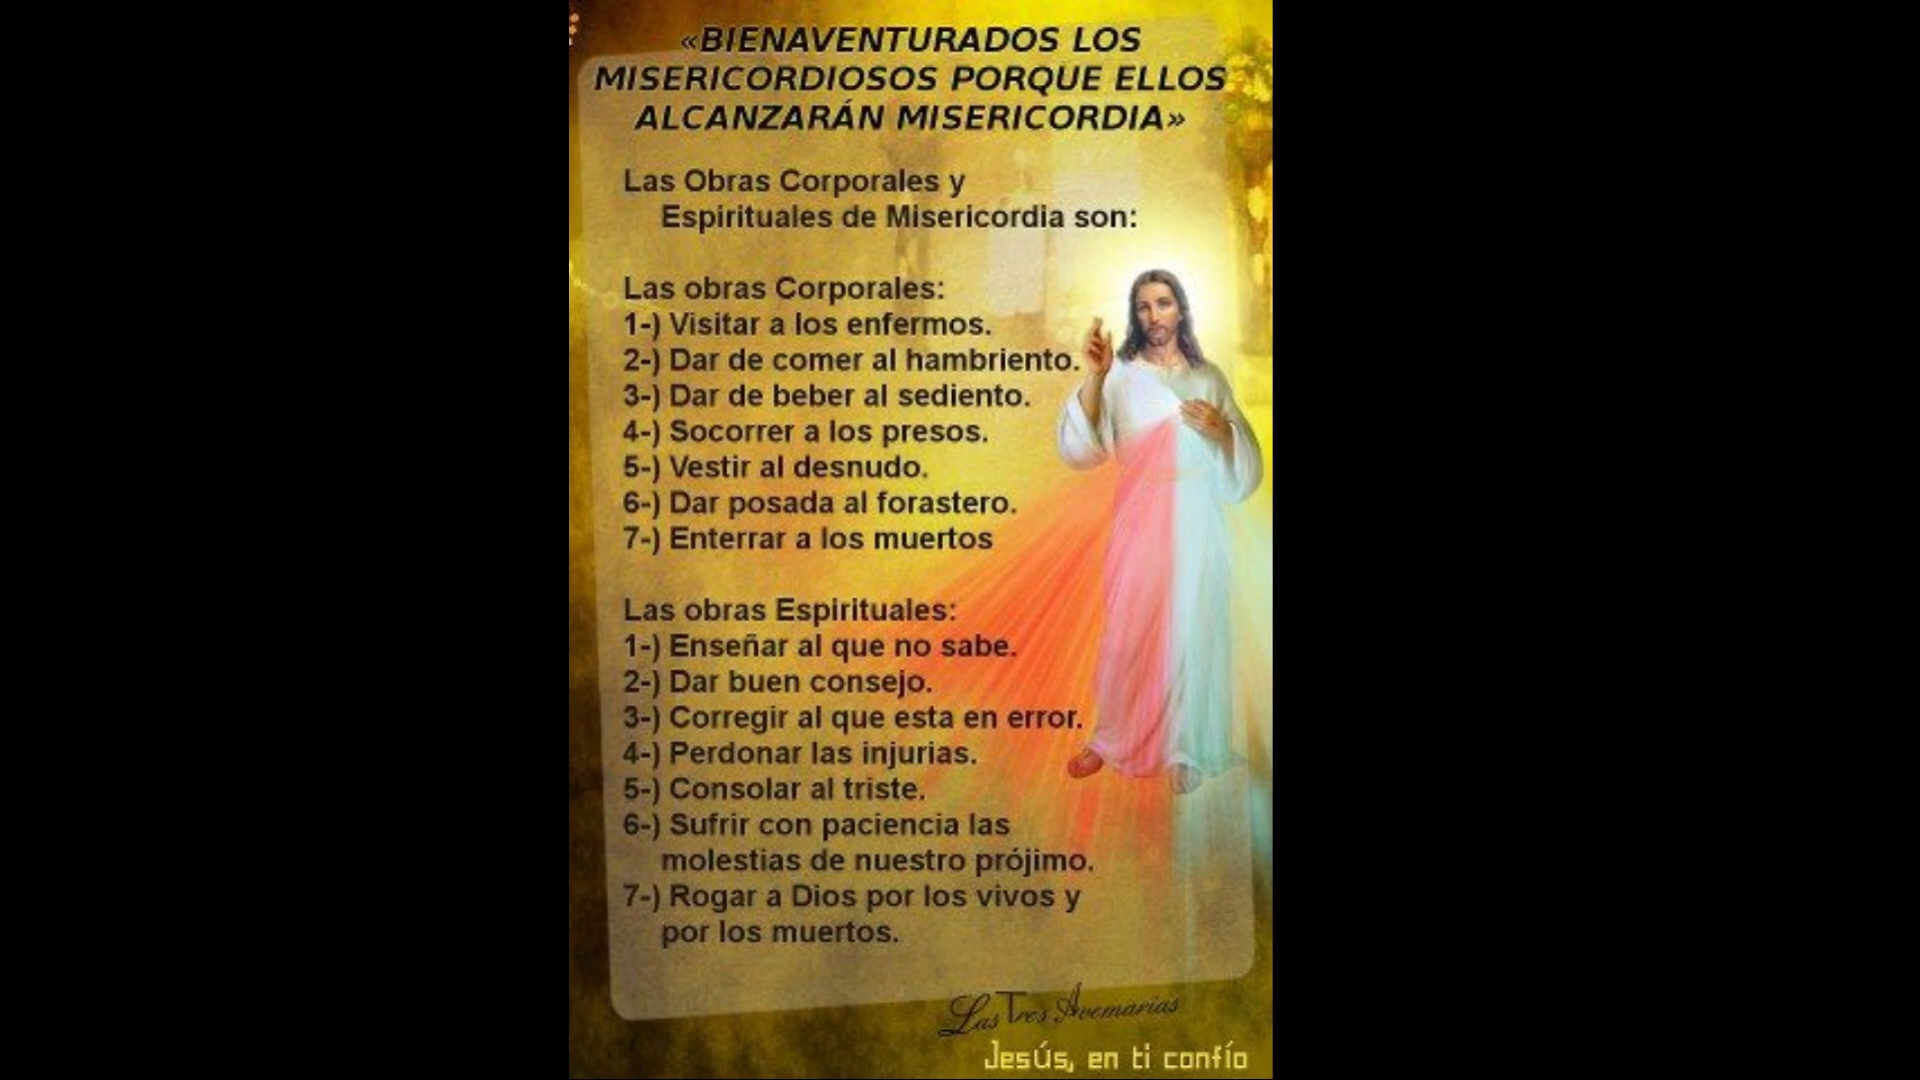 «BIENAVENTURADOS LOS
MISERICORDIOSOS PORQUE ELLOS
ALCANZARÁN MISERICORDIA»
Las Obras Corporales y
Espirituales de Misericordia son:
Las obras Corporales:
1-) Visitar a los enfermos.
2-) Dar de comer al hambriento.
3-) Dar de beber al sediento.
4-) Socorrer a los presos.
5-) Vestir al desnudo.
6-) Dar posada al forastero.
7-) Enterrar a los muertos
Las obras Espirituales:
1-) Enseñar al que no sabe.
2-) Dar buen consejo.
3-) Corregir al que esta en error.
4-) Perdonar las injurias.
5-) Consolar al triste.
6-) Sufrir con paciencia las
molestias de nuestro prójimo.
7-) Rogar a Dios por los vivos y
por los muertos.
Las Tres Avemarías
Jesús, en ti confío